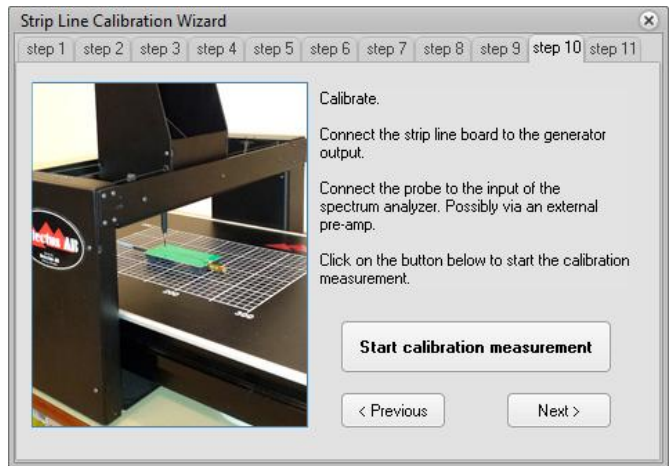 Strip Line Calibration Wizard
step 1 step 2 step 3 step 4 step 5 step 6 step 7 step 8 step 9 step 10 step 11
Calibrate.
Connect the strip line board to the generator
output.
Connect the probe to the input of the
spectrum analyzer. Possibly via an external
pre-amp.
Click on the button below to start the calibration
measurement.
AB
200
300
Start calibration measurement
< Previous
Next >